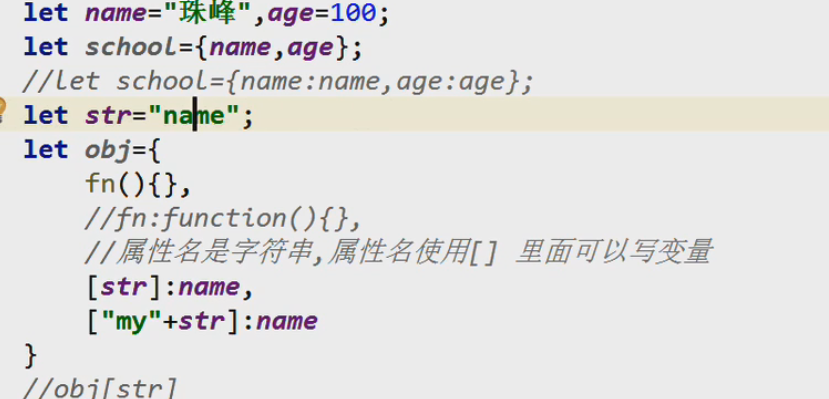 let name="珠峰",age=100;
let school={name,age};
//let school={name:name,age:age};
let str="name";
let obj={
    fn(){},
    //fn:function(){},
    //属性名是字符串,属性名使用[] 里面可以写变量
    [str]:name,
    ["my"+str]:name
}
//obj[str]